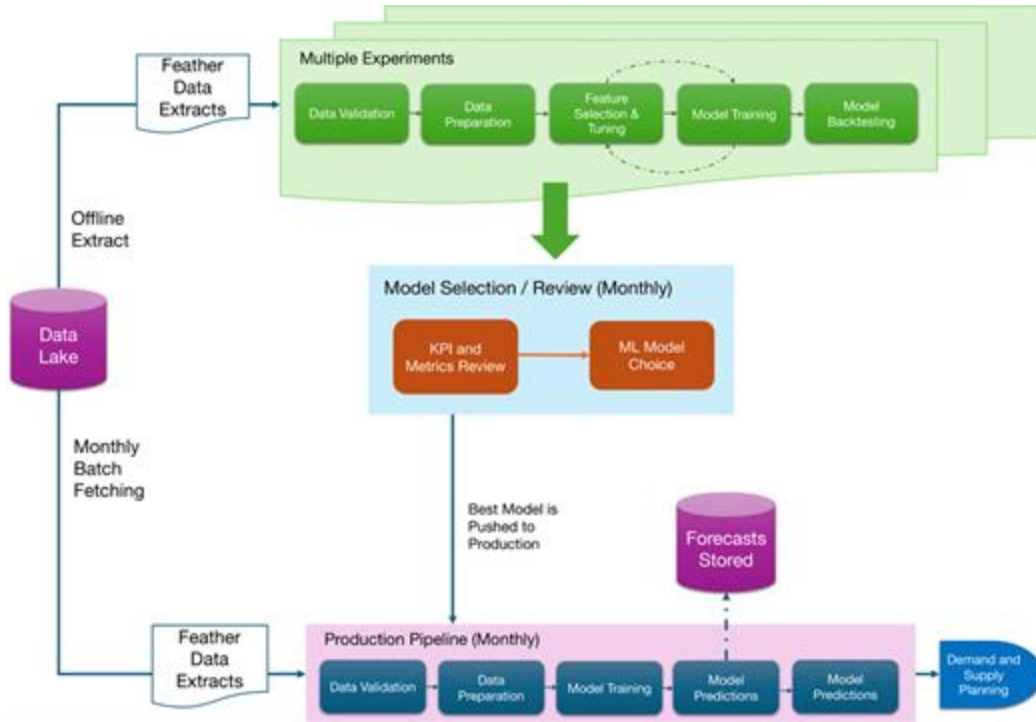 Feather
Data
Extracts
Multiple Experiments
Data Validation
Data
Preparation
Feature
Selection &
Tuning
Model Training
Model
Backtesting
Offline
Extract
Data
Lake
Model Selection / Review (Monthly)
KPI and
Metrics Review
ML Model
Choice
Monthly
Batch
Fetching
Best Model is
Pushed to
Production
Forecasts
Stored
Feather
Data
Extracts
Production Pipeline (Monthly)
Data Validation
Data
Preparation
Model Training
Model
Predictions
Model
Predictions
Demand and
Supply
Planning